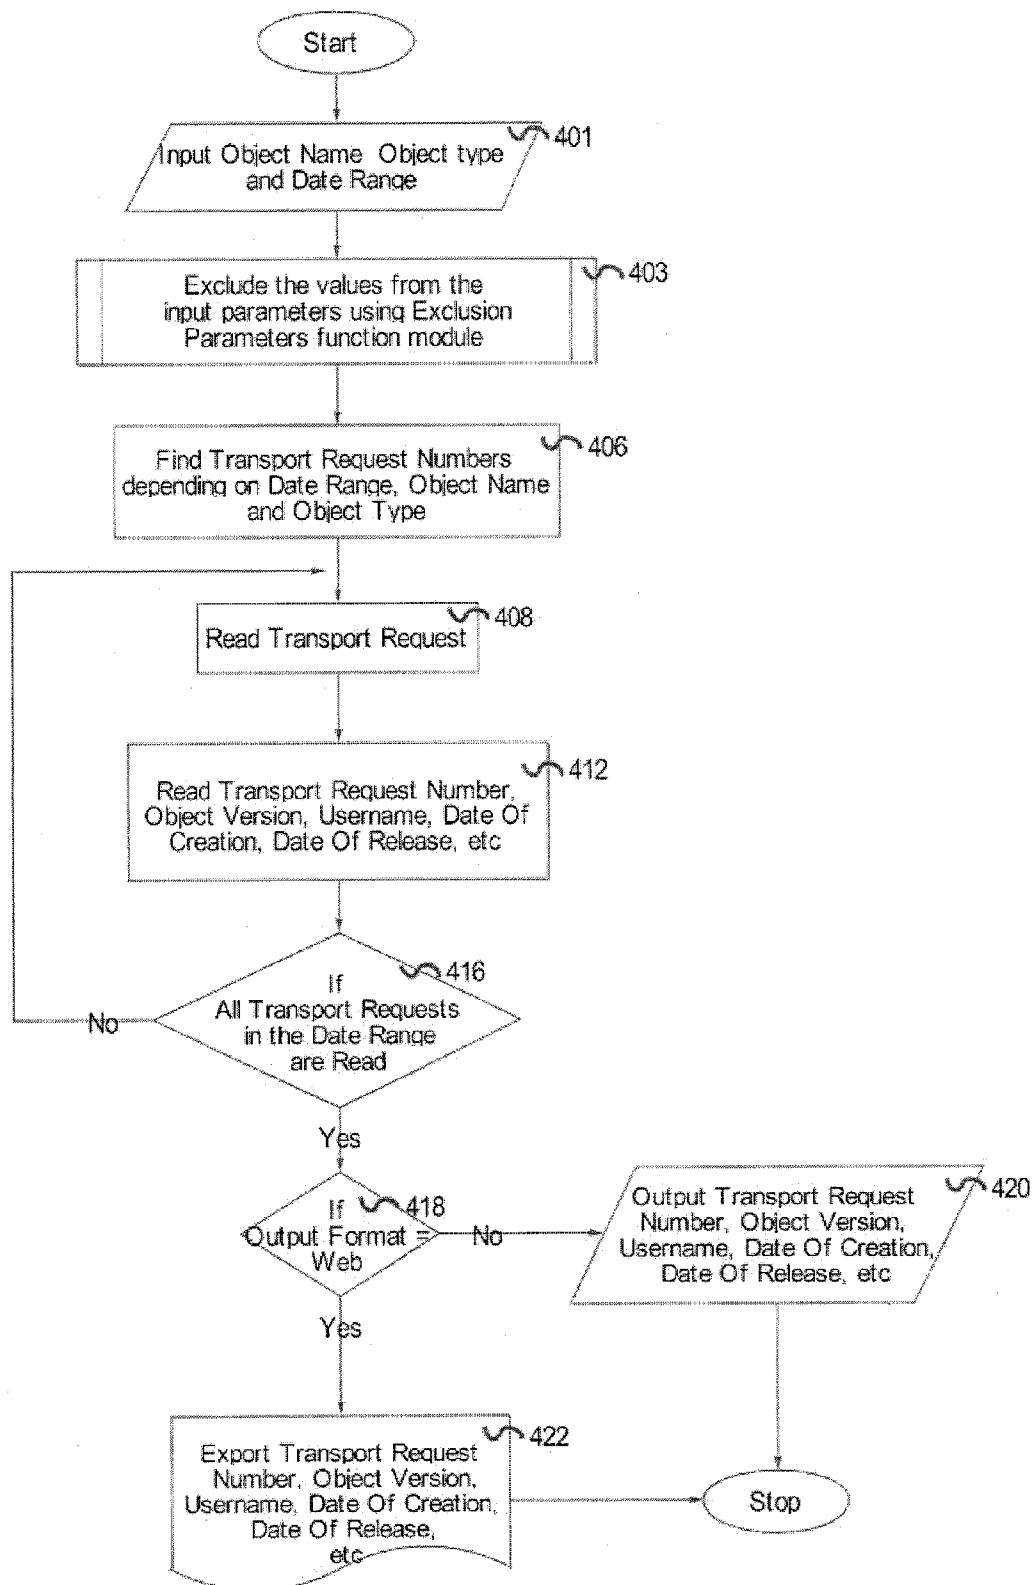 Start
401
Input Object Name Object type
and Date Range
403
Exclude the values from the
input parameters using Exclusion
Parameters function module
406
Find Transport Request Numbers
depending on Date Range, Object Name
and Object Type
408
Read Transport Request
412
Read Transport Request Number,
Object Version, Username, Date Of
Creation, Date Of Release, etc
416
If
All Transport Requests
in the Date Range
are Read
No
Yes
418
If
Output Format =
Web
No
420
Output Transport Request
Number, Object Version,
Username, Date Of Creation,
Date Of Release, etc
Yes
422
Export Transport Request
Number, Object Version,
Username, Date Of Creation,
Date Of Release,
etc
Stop